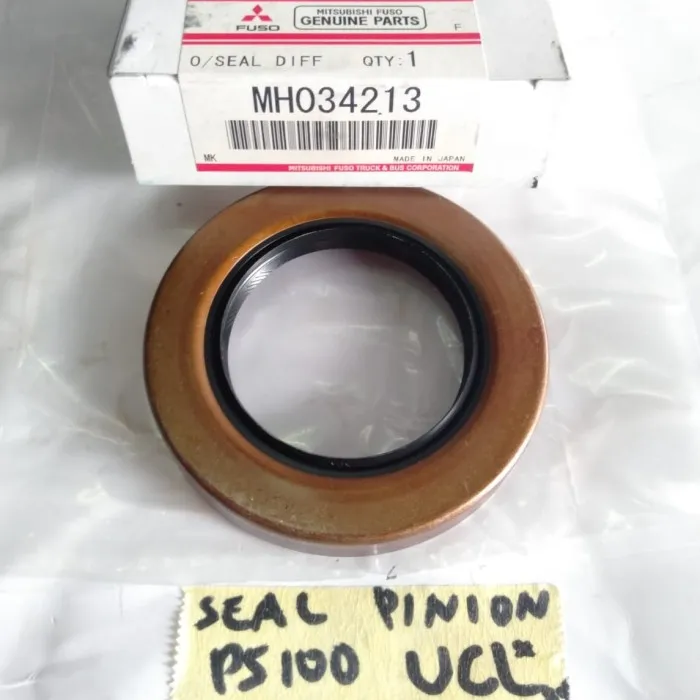 MITSUBISHI FUSO
FUSO
GENUINE PARTS
F
O/SEAL DIFF QTY:1
MH034213
MK MADE IN JAPAN
MITSUBISHI FUSO TRUCK & BUS CORPORATION
SEAL PINION
PS100 UCL*